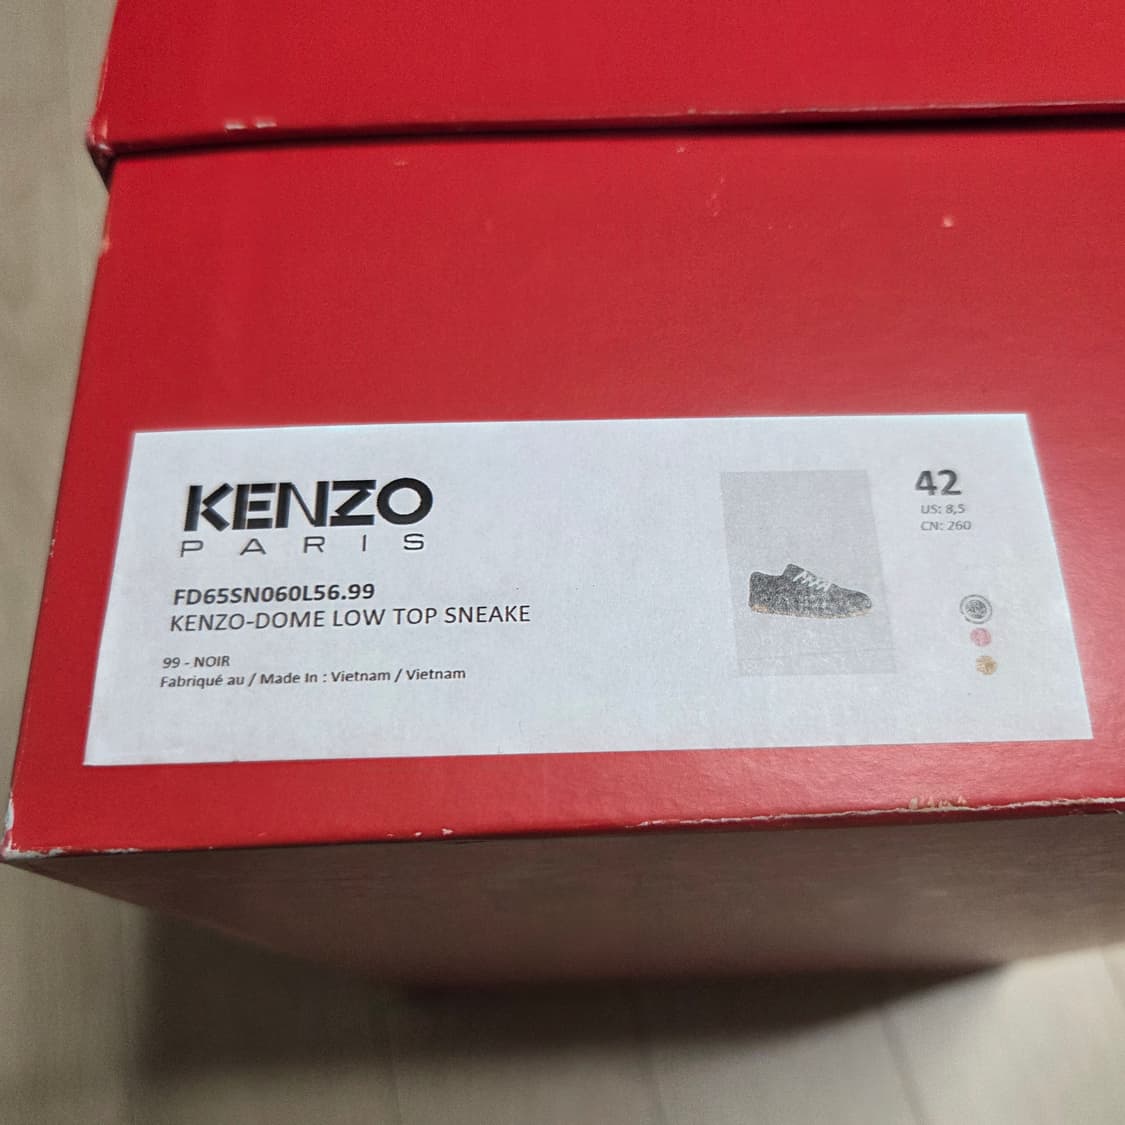 KENZO
PARIS
FD65SN060L56.99
KENZO-DOME LOW TOP SNEAKE
99 - NOIR
Fabriqué au / Made In : Vietnam / Vietnam
42
US: 8,5
CN: 260